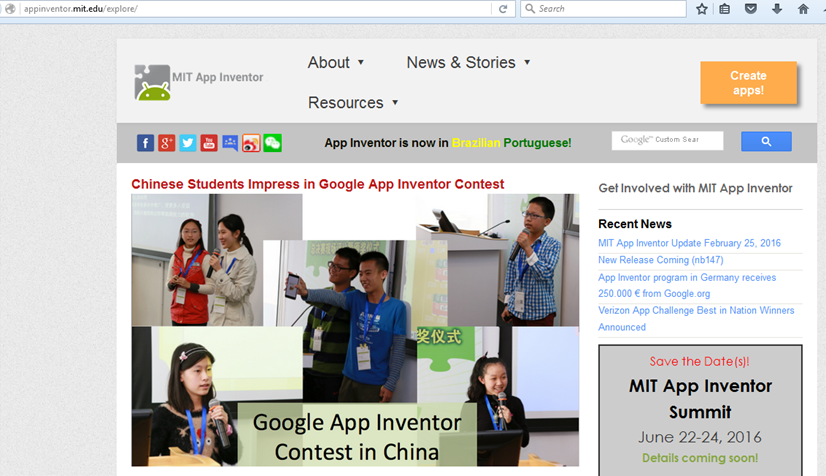 appinventor.mit.edu/explore/
Search
MIT App Inventor
About
News & Stories
Resources
Create
apps!
App Inventor is now in Brazilian Portuguese!
Google™ Custom Sear
Chinese Students Impress in Google App Inventor Contest
奖仪式
Google App Inventor
Contest in China
Get Involved with MIT App Inventor
Recent News
MIT App Inventor Update February 25, 2016
New Release Coming (nb147)
App Inventor program in Germany receives
250.000 € from Google.org
Verizon App Challenge Best in Nation Winners
Announced
Save the Date(s)!
MIT App Inventor
Summit
June 22-24, 2016
Details coming soon!